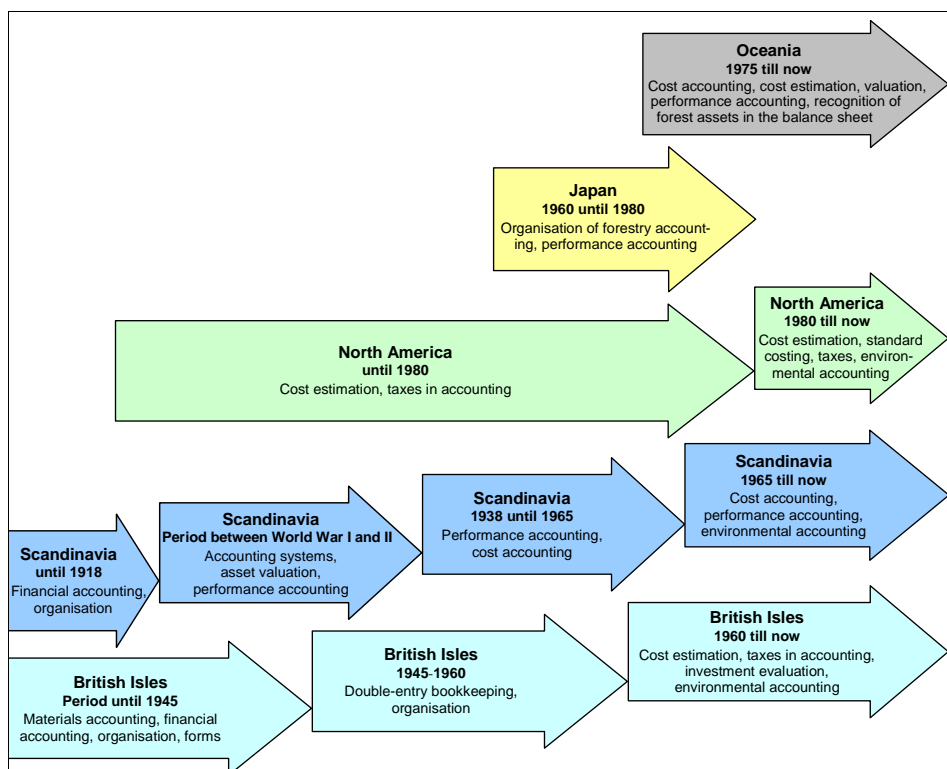 Oceania
1975 till now
Cost accounting, cost estimation, valuation,
performance accounting, recognition of
forest assets in the balance sheet
Japan
1960 until 1980
Organisation of forestry account-
ing, performance accounting
North America
1980 till now
Cost estimation, standard
costing, taxes, environ-
mental accounting
North America
until 1980
Cost estimation, taxes in accounting
Scandinavia
1965 till now
Cost accounting,
performance accounting,
environmental accounting
Scandinavia
1938 until 1965
Performance accounting,
cost accounting
Scandinavia
Period between World War I and II
Accounting systems,
asset valuation,
performance accounting
Scandinavia
until 1918
Financial accounting,
organisation
British Isles
1960 till now
Cost estimation, taxes in accounting,
investment evaluation,
environmental accounting
British Isles
1945-1960
Double-entry bookkeeping,
organisation
British Isles
Period until 1945
Materials accounting, financial
accounting, organisation, forms